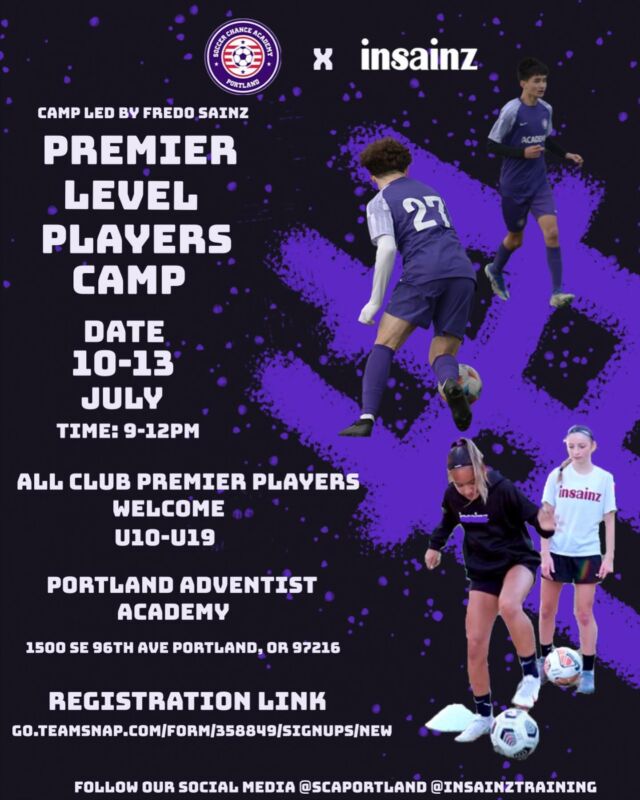 SOCCER CHANCE ACADEMY
PORTLAND
X insainz
CAMP LED BY FREDO SAINZ
PREMIER
LEVEL
PLAYERS
CAMP
DATE
10-13
JULY
TIME: 9-12PM
ALL CLUB PREMIER PLAYERS
WELCOME
U10-U19
PORTLAND ADVENTIST
ACADEMY
1500 SE 96TH AVE PORTLAND, OR 97216
REGISTRATION LINK
GO.TEAMSNAP.COM/FORM/358849/SIGNUPS/NEW
FOLLOW OUR SOCIAL MEDIA @SCAPORTLAND @INSAINZTRAINING
ACADEM
27
insainz
insainz